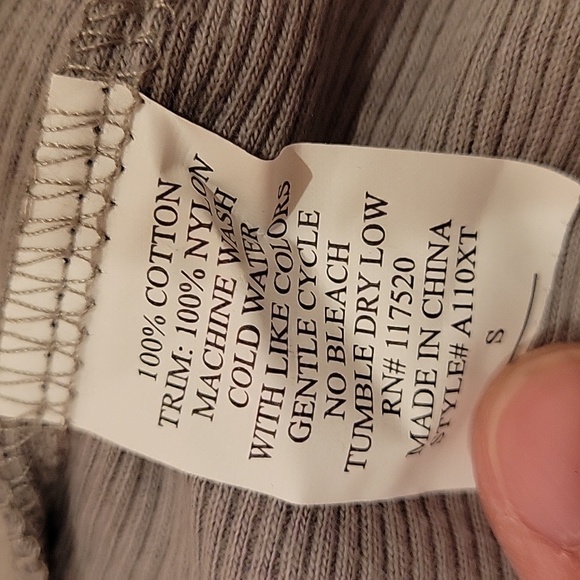 100% COTTON
TRIM: 100% NYLON
MACHINE WASH
COLD WATER
WITH LIKE COLORS
GENTLE CYCLE
NO BLEACH
TUMBLE DRY LOW
RN# 117520
MADE IN CHINA
STYLE# A110XT
S